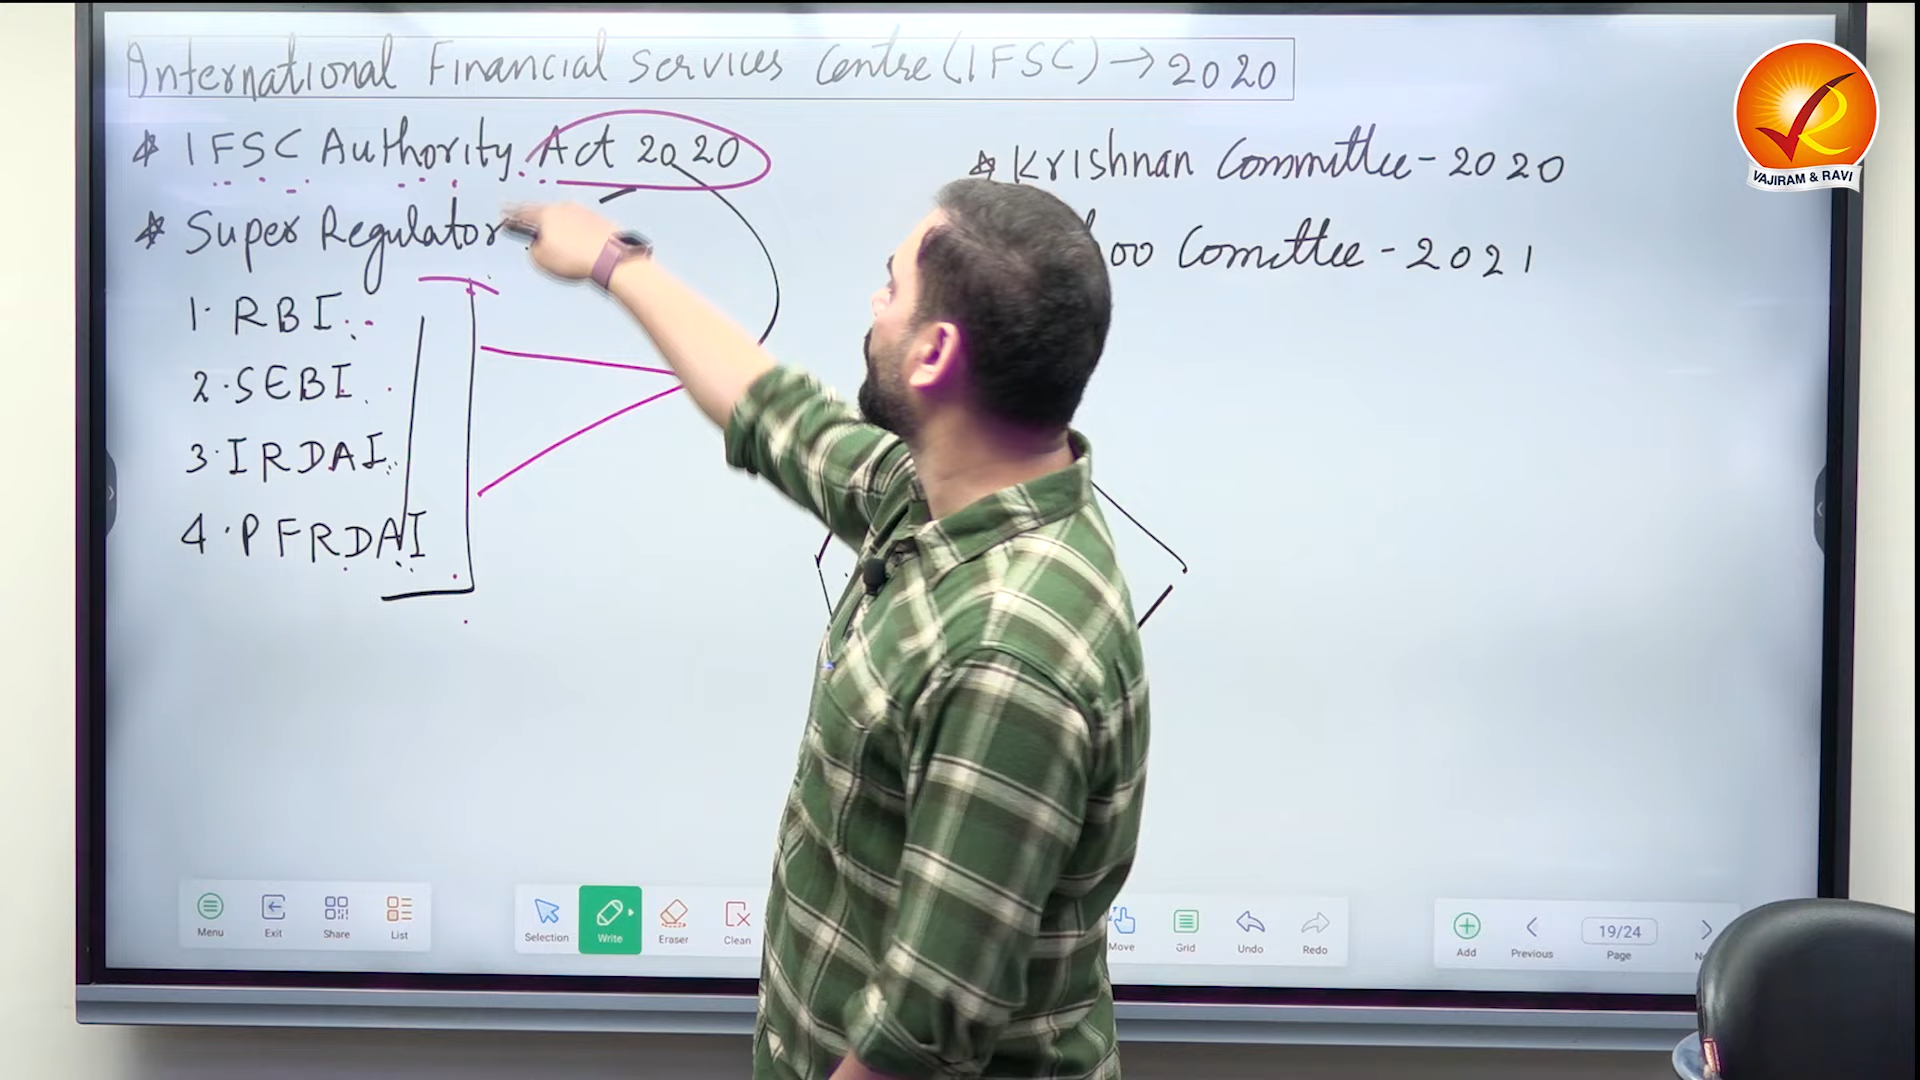 International Financial Services Centre (IFSC) → 2020
* IFSC Authority Act 2020
* Super Regulator
1. RBI
2. SEBI
3. IRDAI
4. PFRDAI
* Krishnan Committee - 2020
Comittee - 2021
VAJIRAM & RAVI
Menu
Exit
Share
List
Selection
Write
Eraser
Clean
Move
Grid
Undo
Redo
Add
Previous
19/24
Page